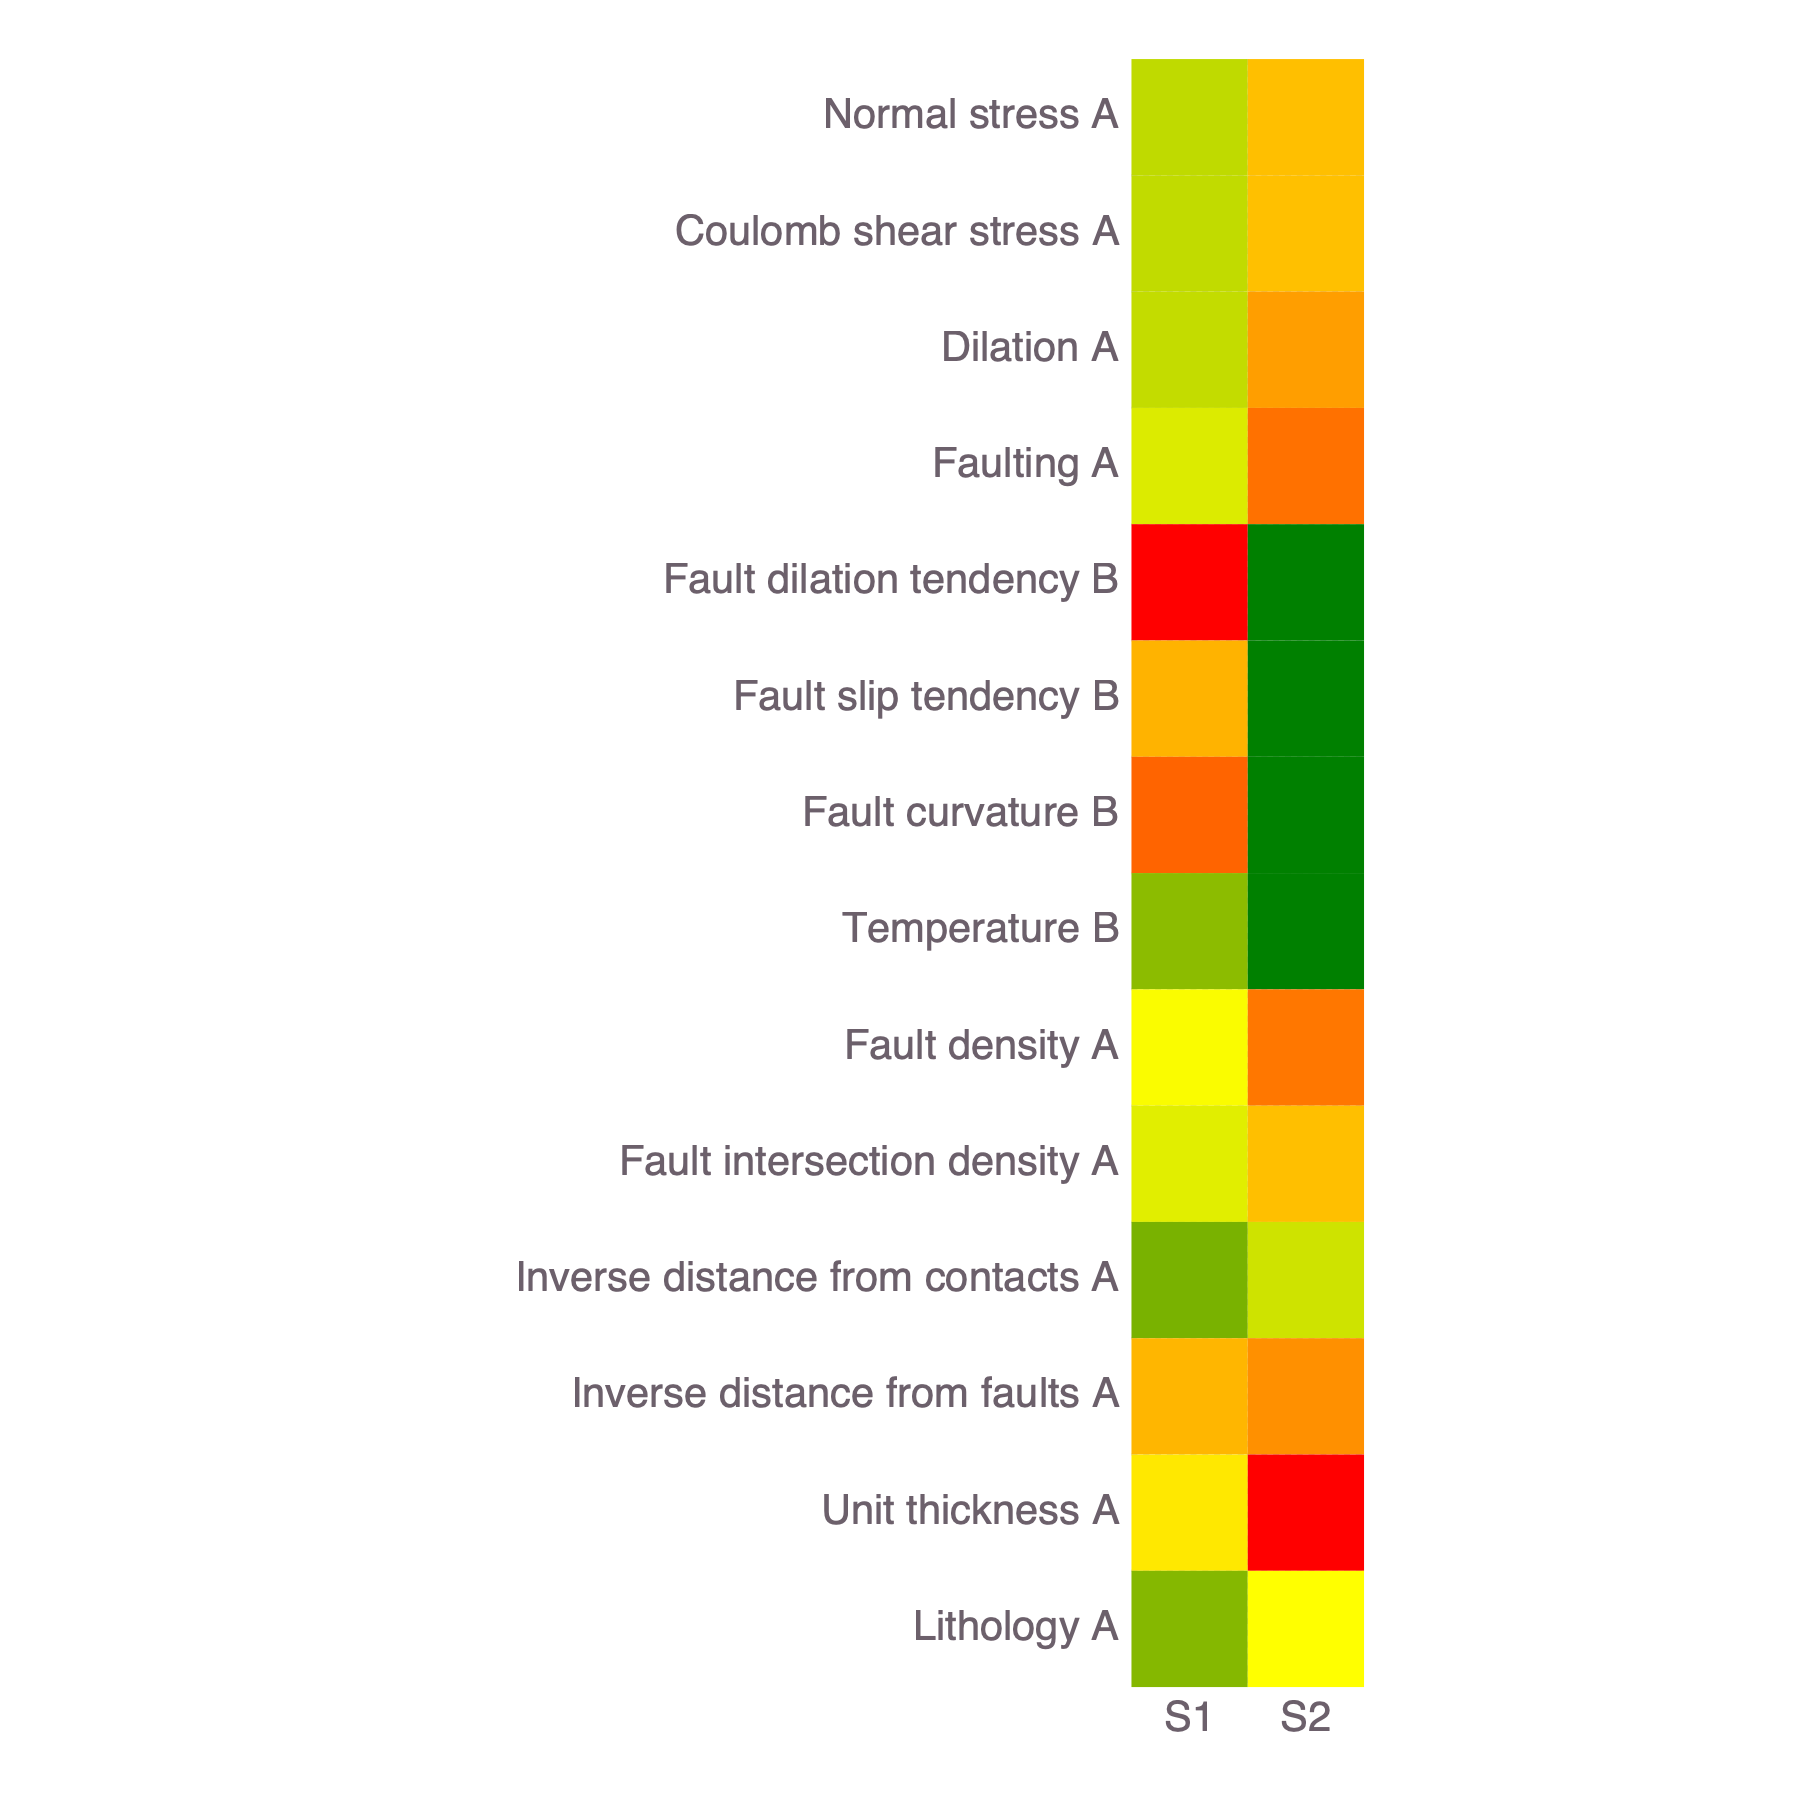 Normal stress A
Coulomb shear stress A
Dilation A
Faulting A
Fault dilation tendency B
Fault slip tendency B
Fault curvature B
Temperature B
Fault density A
Fault intersection density A
Inverse distance from contacts A
Inverse distance from faults A
Unit thickness A
Lithology A
S1 S2